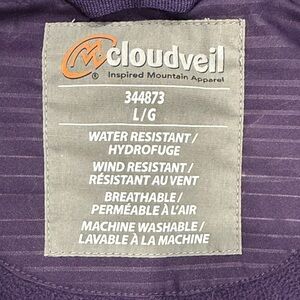 cloudveil
®
Inspired Mountain Apparel
344873
L/G
WATER RESISTANT/
HYDROFUGE
WIND RESISTANT/
RÉSISTANT AU VENT
BREATHABLE/
PERMÉABLE À L'AIR
MACHINE WASHABLE/
LAVABLE À LA MACHINE